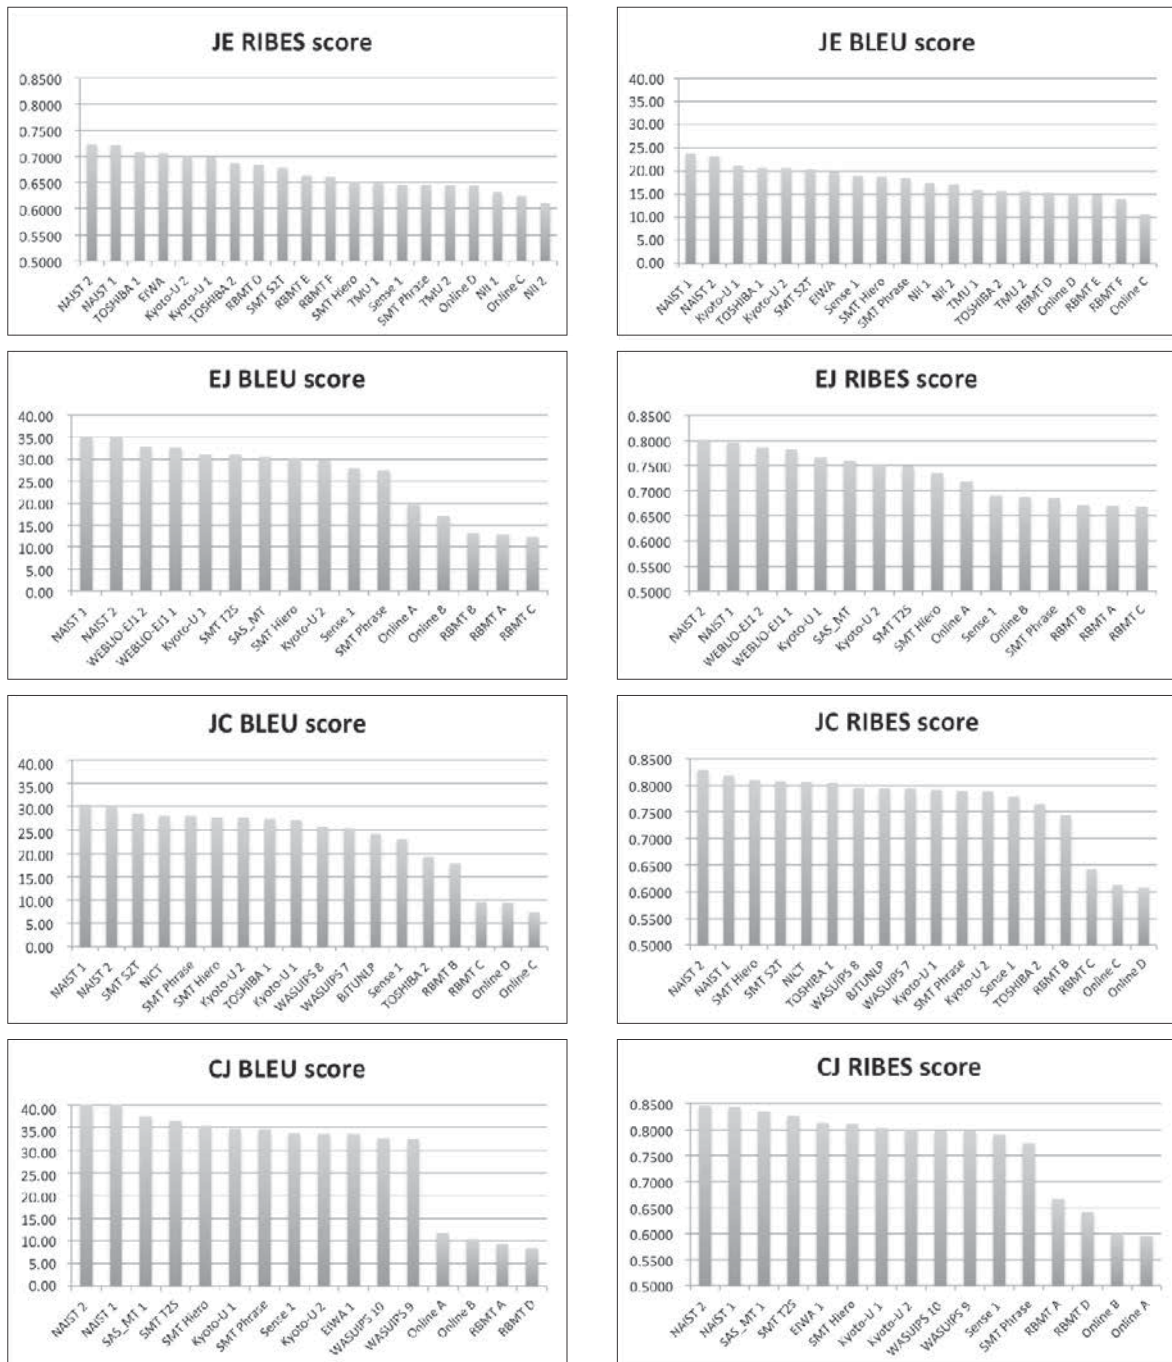 JE RIBES score
0.8500
0.8000
0.7500
0.7000
0.6500
0.6000
0.5500
0.5000
NAIST 2
NAIST 1
TOSHIBA 1
EIWA
Kyoto-U 2
Kyoto-U 1
TOSHIBA 2
RBMT D
SMT S2T
RBMT E
RBMT F
SMT Hiero
TMU 1
Sense 1
SMT Phrase
TMU 2
Online D
NII 1
Online C
NII 2
JE BLEU score
40.00
35.00
30.00
25.00
20.00
15.00
10.00
5.00
0.00
NAIST 1
NAIST 2
Kyoto-U 1
TOSHIBA 1
Kyoto-U 2
SMT S2T
EIWA
Sense 1
SMT Hiero
SMT Phrase
NII 1
NII 2
TMU 1
TOSHIBA 2
TMU 2
RBMT D
Online D
RBMT E
RBMT F
Online C
EJ BLEU score
40.00
35.00
30.00
25.00
20.00
15.00
10.00
5.00
0.00
NAIST 1
NAIST 2
WEBLIO-EJ1 2
WEBLIO-EJ1 1
Kyoto-U 1
SMT T2S
SAS_MT
SMT Hiero
Kyoto-U 2
Sense 1
SMT Phrase
Online A
Online B
RBMT B
RBMT A
RBMT C
EJ RIBES score
0.8500
0.8000
0.7500
0.7000
0.6500
0.6000
0.5500
0.5000
NAIST 2
NAIST 1
WEBLIO-EJ1 2
WEBLIO-EJ1 1
Kyoto-U 1
SAS_MT
Kyoto-U 2
SMT T2S
SMT Hiero
Online A
Sense 1
Online B
SMT Phrase
RBMT B
RBMT A
RBMT C
JC BLEU score
40.00
35.00
30.00
25.00
20.00
15.00
10.00
5.00
0.00
NAIST 1
NAIST 2
SMT S2T
NICT
SMT Phrase
SMT Hiero
Kyoto-U 2
TOSHIBA 1
Kyoto-U 1
WASUIPS 8
WASUIPS 7
BJTUNLP
Sense 1
TOSHIBA 2
RBMT B
RBMT C
Online D
Online C
JC RIBES score
0.8500
0.8000
0.7500
0.7000
0.6500
0.6000
0.5500
0.5000
NAIST 2
NAIST 1
SMT Hiero
SMT S2T
NICT
TOSHIBA 1
WASUIPS 8
BJTUNLP
WASUIPS 7
Kyoto-U 1
SMT Phrase
Kyoto-U 2
Sense 1
TOSHIBA 2
RBMT B
RBMT C
Online C
Online D
CJ BLEU score
40.00
35.00
30.00
25.00
20.00
15.00
10.00
5.00
0.00
NAIST 2
NAIST 1
SAS_MT 1
SMT T2S
SMT Hiero
Kyoto-U 1
SMT Phrase
Sense 1
Kyoto-U 2
EIWA 1
WASUIPS 10
WASUIPS 9
Online A
Online B
RBMT A
RBMT D
CJ RIBES score
0.8500
0.8000
0.7500
0.7000
0.6500
0.6000
0.5500
0.5000
NAIST 2
NAIST 1
SAS_MT 1
SMT T2S
EIWA 1
SMT Hiero
Kyoto-U 1
Kyoto-U 2
WASUIPS 10
WASUIPS 9
Sense 1
SMT Phrase
RBMT A
RBMT D
Online B
Online A